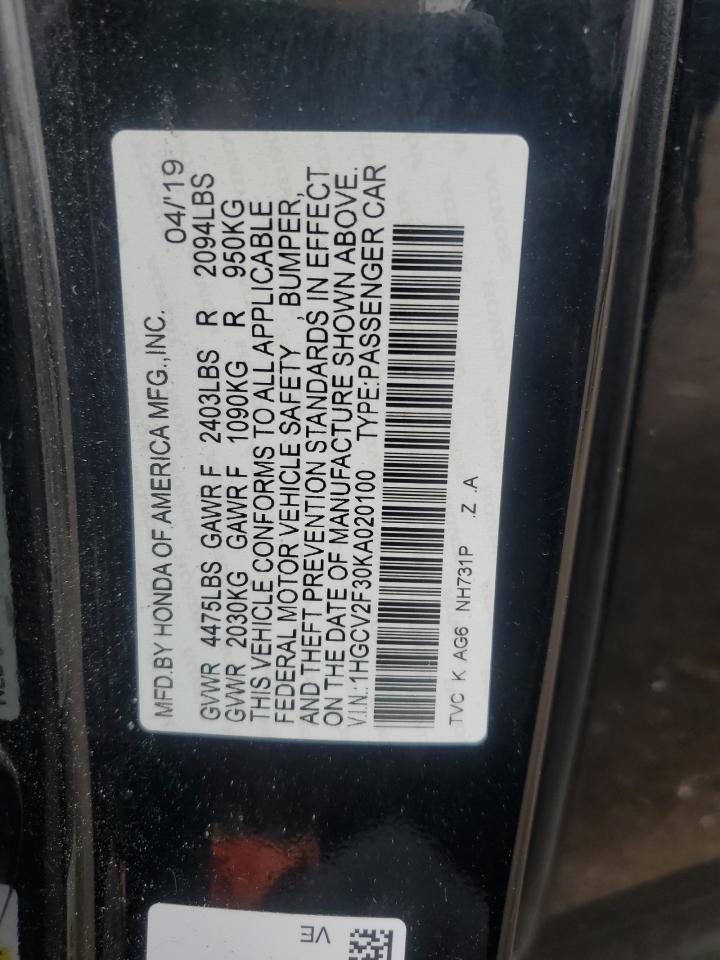 MFD.BY HONDA OF AMERICA MFG.,INC. 04/'19
GVWR 4475LBS GAWR F 2403LBS R 2094LBS
GVWR 2030KG GAWR F 1090KG R 950KG
THIS VEHICLE CONFORMS TO ALL APPLICABLE
FEDERAL MOTOR VEHICLE SAFETY , BUMPER,
AND THEFT PREVENTION STANDARDS IN EFFECT
ON THE DATE OF MANUFACTURE SHOWN ABOVE.
V.I.N.:1HGCV2F30KA020100 TYPE:PASSENGER CAR
TVC K AG6 NH731P .Z .A
VE